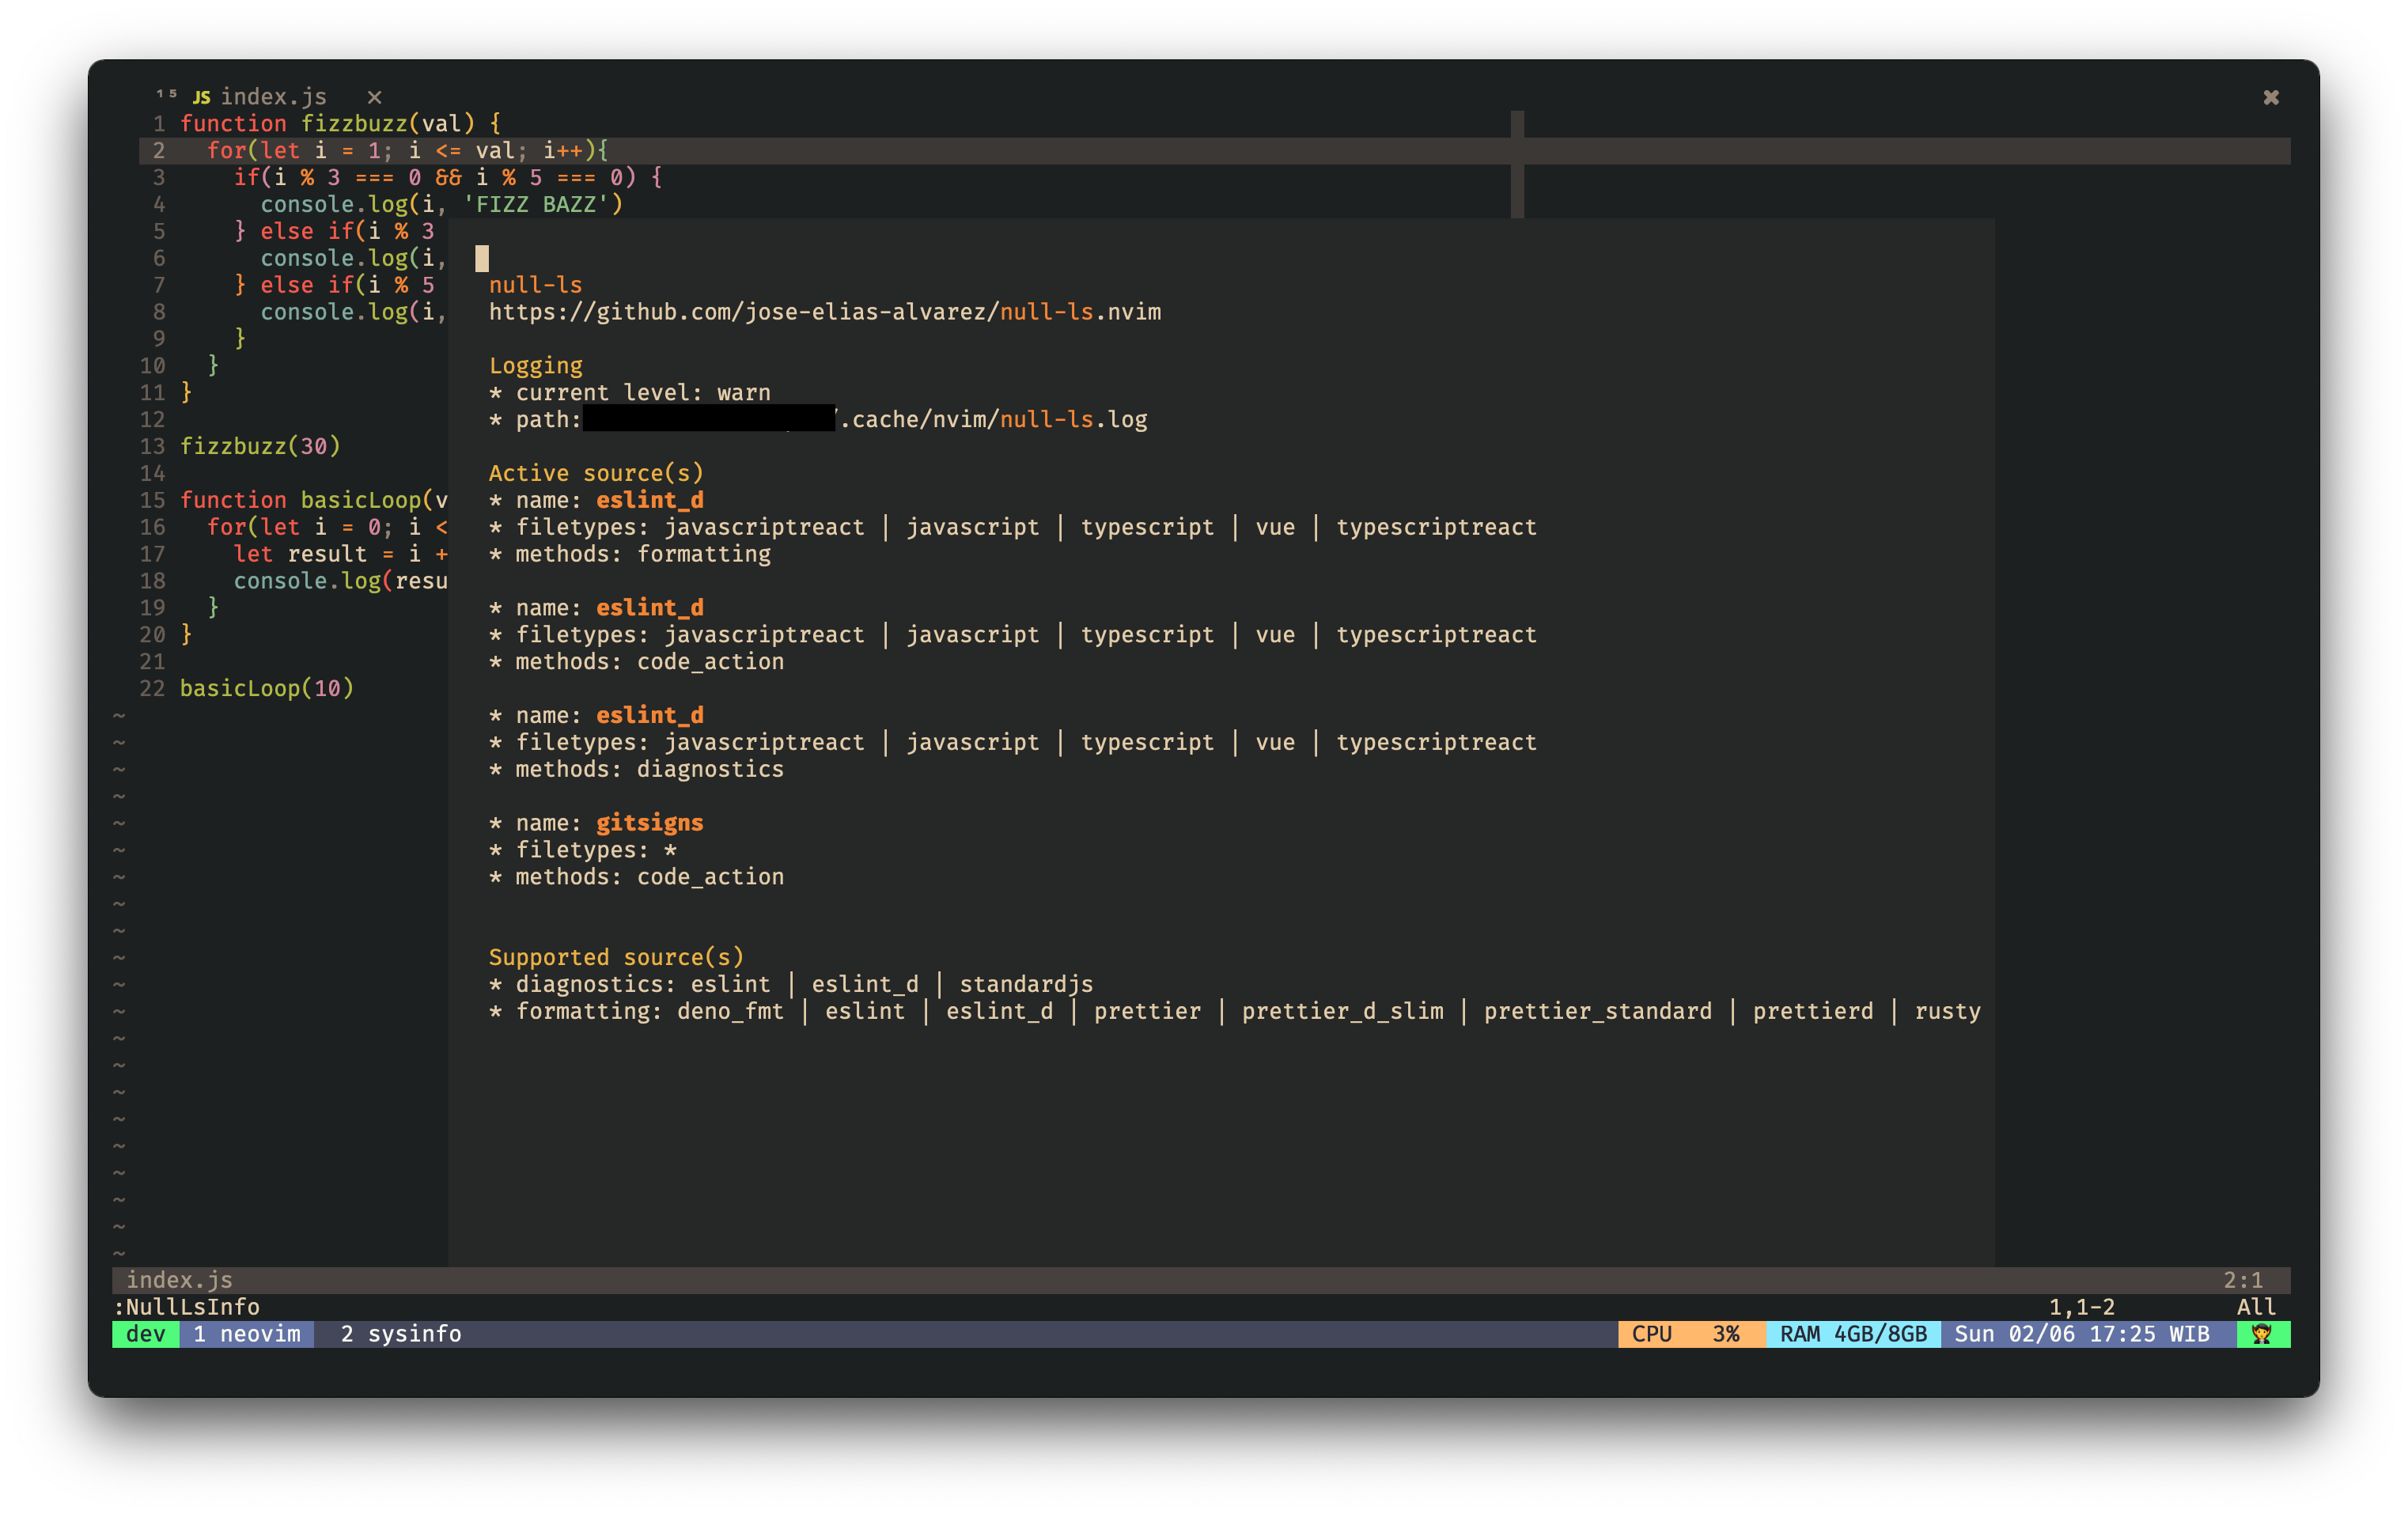 ¹⁵ JS index.js ×
1 function fizzbuzz(val) {
2 for(let i = 1; i <= val; i++){
3 if(i % 3 === 0 && i % 5 === 0) {
4 console.log(i, 'FIZZ BAZZ')
5 } else if(i % 3
6 console.log(i,
7 } else if(i % 5
8 console.log(i,
9 }
10 }
11 }
12
13 fizzbuzz(30)
14
15 function basicLoop(v
16 for(let i = 0; i <
17 let result = i +
18 console.log(resu
19 }
20 }
21
22 basicLoop(10)
null-ls
https://github.com/jose-elias-alvarez/null-ls.nvim
Logging
* current level: warn
* path: /.cache/nvim/null-ls.log
Active source(s)
* name: eslint_d
* filetypes: javascriptreact | javascript | typescript | vue | typescriptreact
* methods: formatting
* name: eslint_d
* filetypes: javascriptreact | javascript | typescript | vue | typescriptreact
* methods: code_action
* name: eslint_d
* filetypes: javascriptreact | javascript | typescript | vue | typescriptreact
* methods: diagnostics
* name: gitsigns
* filetypes: *
* methods: code_action
Supported source(s)
* diagnostics: eslint | eslint_d | standardjs
* formatting: deno_fmt | eslint | eslint_d | prettier | prettier_d_slim | prettier_standard | prettierd | rusty
index.js 2:1
:NullLsInfo 1,1-2 All
dev 1 neovim 2 sysinfo CPU 3% RAM 4GB/8GB Sun 02/06 17:25 WIB